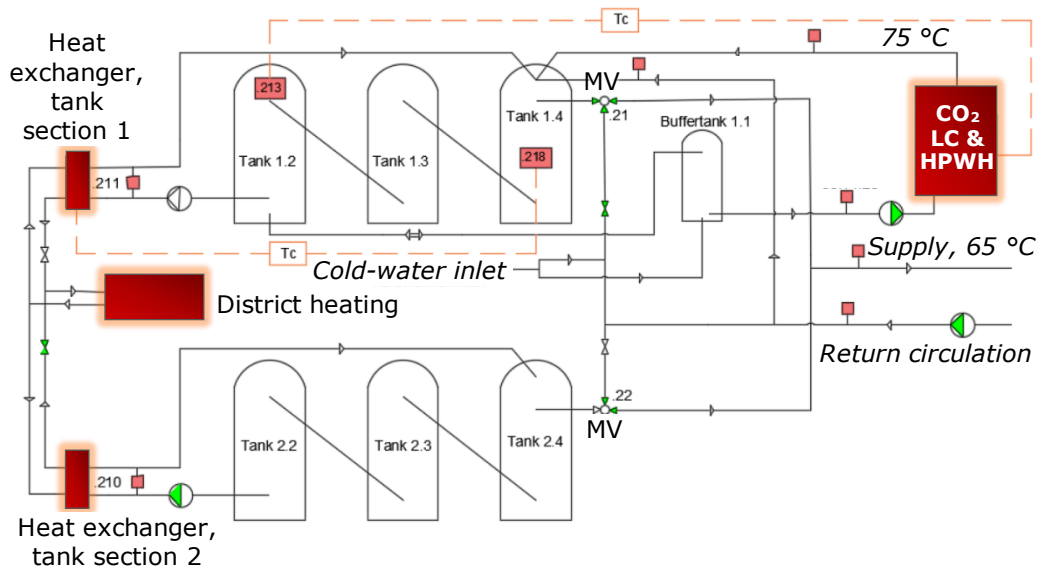 Tc
75 °C
Heat
exchanger,
tank
section 1
.213
MV
.21
CO₂
LC &
HPWH
Tank 1.2
Tank 1.3
Tank 1.4
Buffertank 1.1
.218
.211
Tc
Cold-water inlet
Supply, 65 °C
District heating
Return circulation
.22
MV
Tank 2.2
Tank 2.3
Tank 2.4
.210
Heat exchanger,
tank section 2